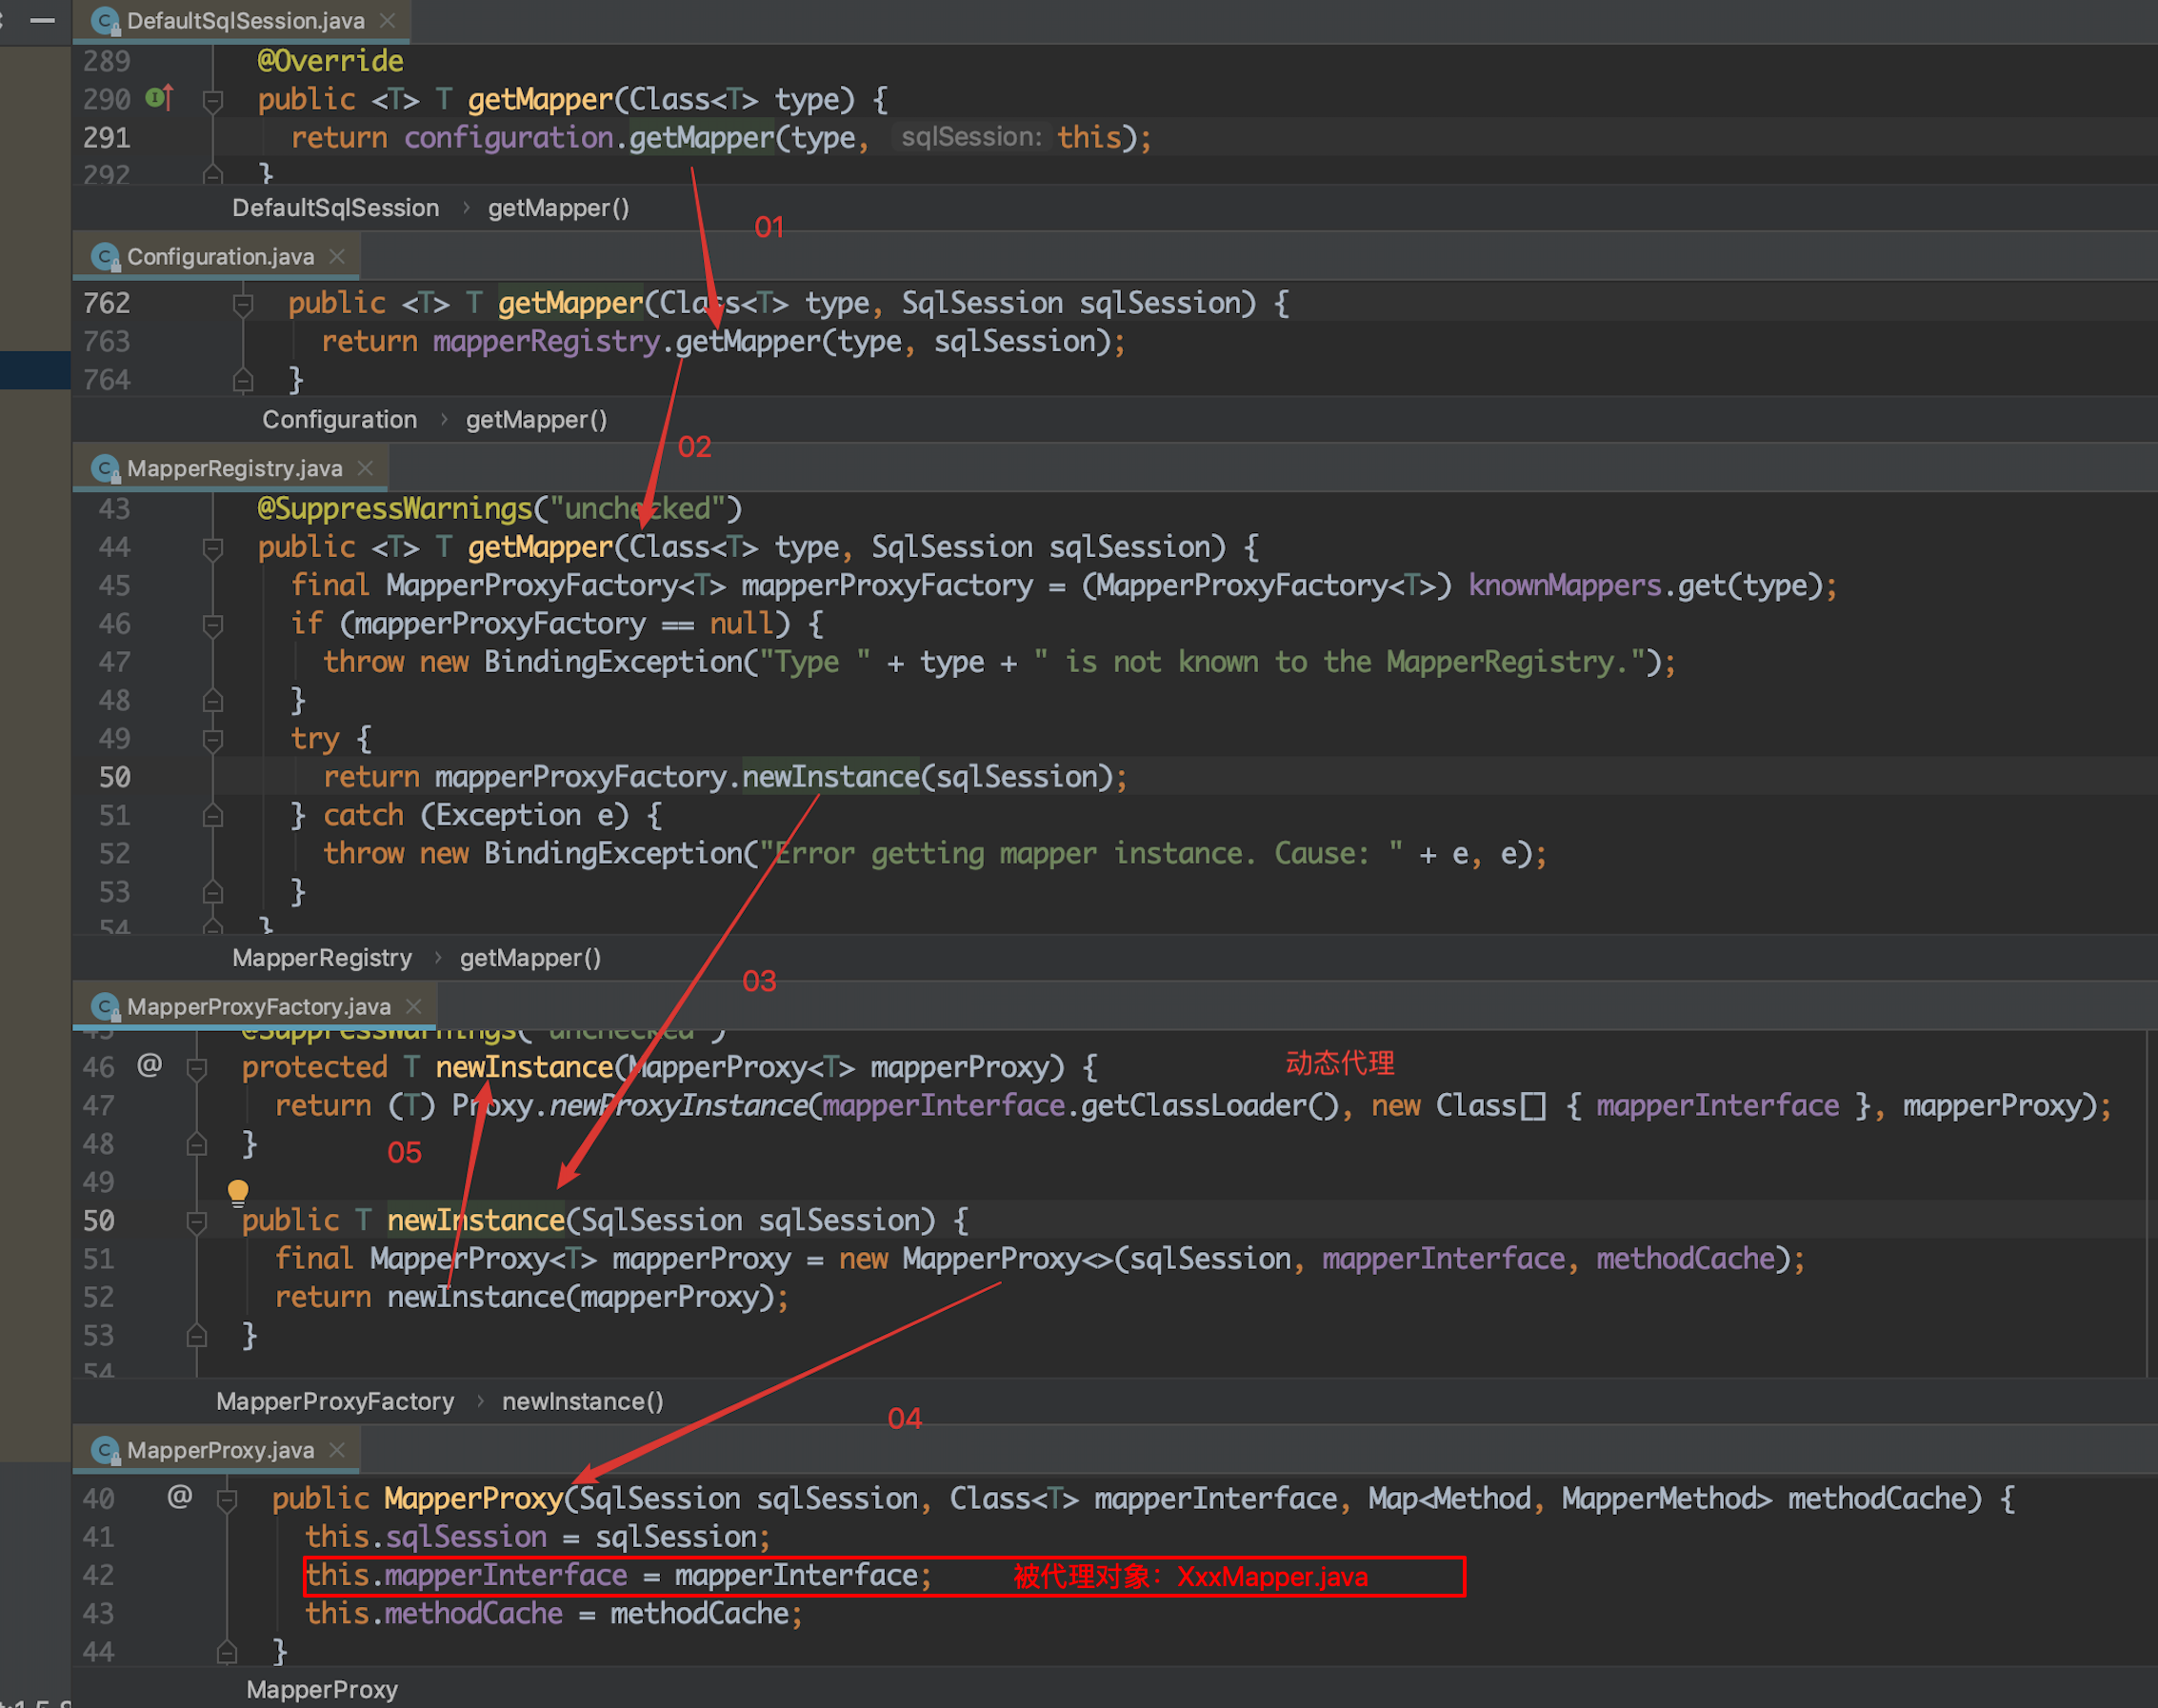 DefaultSqlSession.java
289 @Override
290 public <T> T getMapper(Class<T> type) {
291 return configuration.getMapper(type, sqlSession: this);
292 }
DefaultSqlSession › getMapper()
01
Configuration.java
762 public <T> T getMapper(Class<T> type, SqlSession sqlSession) {
763 return mapperRegistry.getMapper(type, sqlSession);
764 }
Configuration › getMapper()
02
MapperRegistry.java
43 @SuppressWarnings("unchecked")
44 public <T> T getMapper(Class<T> type, SqlSession sqlSession) {
45 final MapperProxyFactory<T> mapperProxyFactory = (MapperProxyFactory<T>) knownMappers.get(type);
46 if (mapperProxyFactory == null) {
47 throw new BindingException("Type " + type + " is not known to the MapperRegistry.");
48 }
49 try {
50 return mapperProxyFactory.newInstance(sqlSession);
51 } catch (Exception e) {
52 throw new BindingException("Error getting mapper instance. Cause: " + e, e);
53 }
54 }
MapperRegistry › getMapper()
03
MapperProxyFactory.java
45 @SuppressWarnings("unchecked")
46 @ protected T newInstance(MapperProxy<T> mapperProxy) { 动态代理
47 return (T) Proxy.newProxyInstance(mapperInterface.getClassLoader(), new Class[] { mapperInterface }, mapperProxy);
48 }
05
49
50 public T newInstance(SqlSession sqlSession) {
51 final MapperProxy<T> mapperProxy = new MapperProxy<>(sqlSession, mapperInterface, methodCache);
52 return newInstance(mapperProxy);
53 }
54
MapperProxyFactory › newInstance()
04
MapperProxy.java
40 @ public MapperProxy(SqlSession sqlSession, Class<T> mapperInterface, Map<Method, MapperMethod> methodCache) {
41 this.sqlSession = sqlSession;
42 this.mapperInterface = mapperInterface; 被代理对象：XxxMapper.java
43 this.methodCache = methodCache;
44 }
MapperProxy